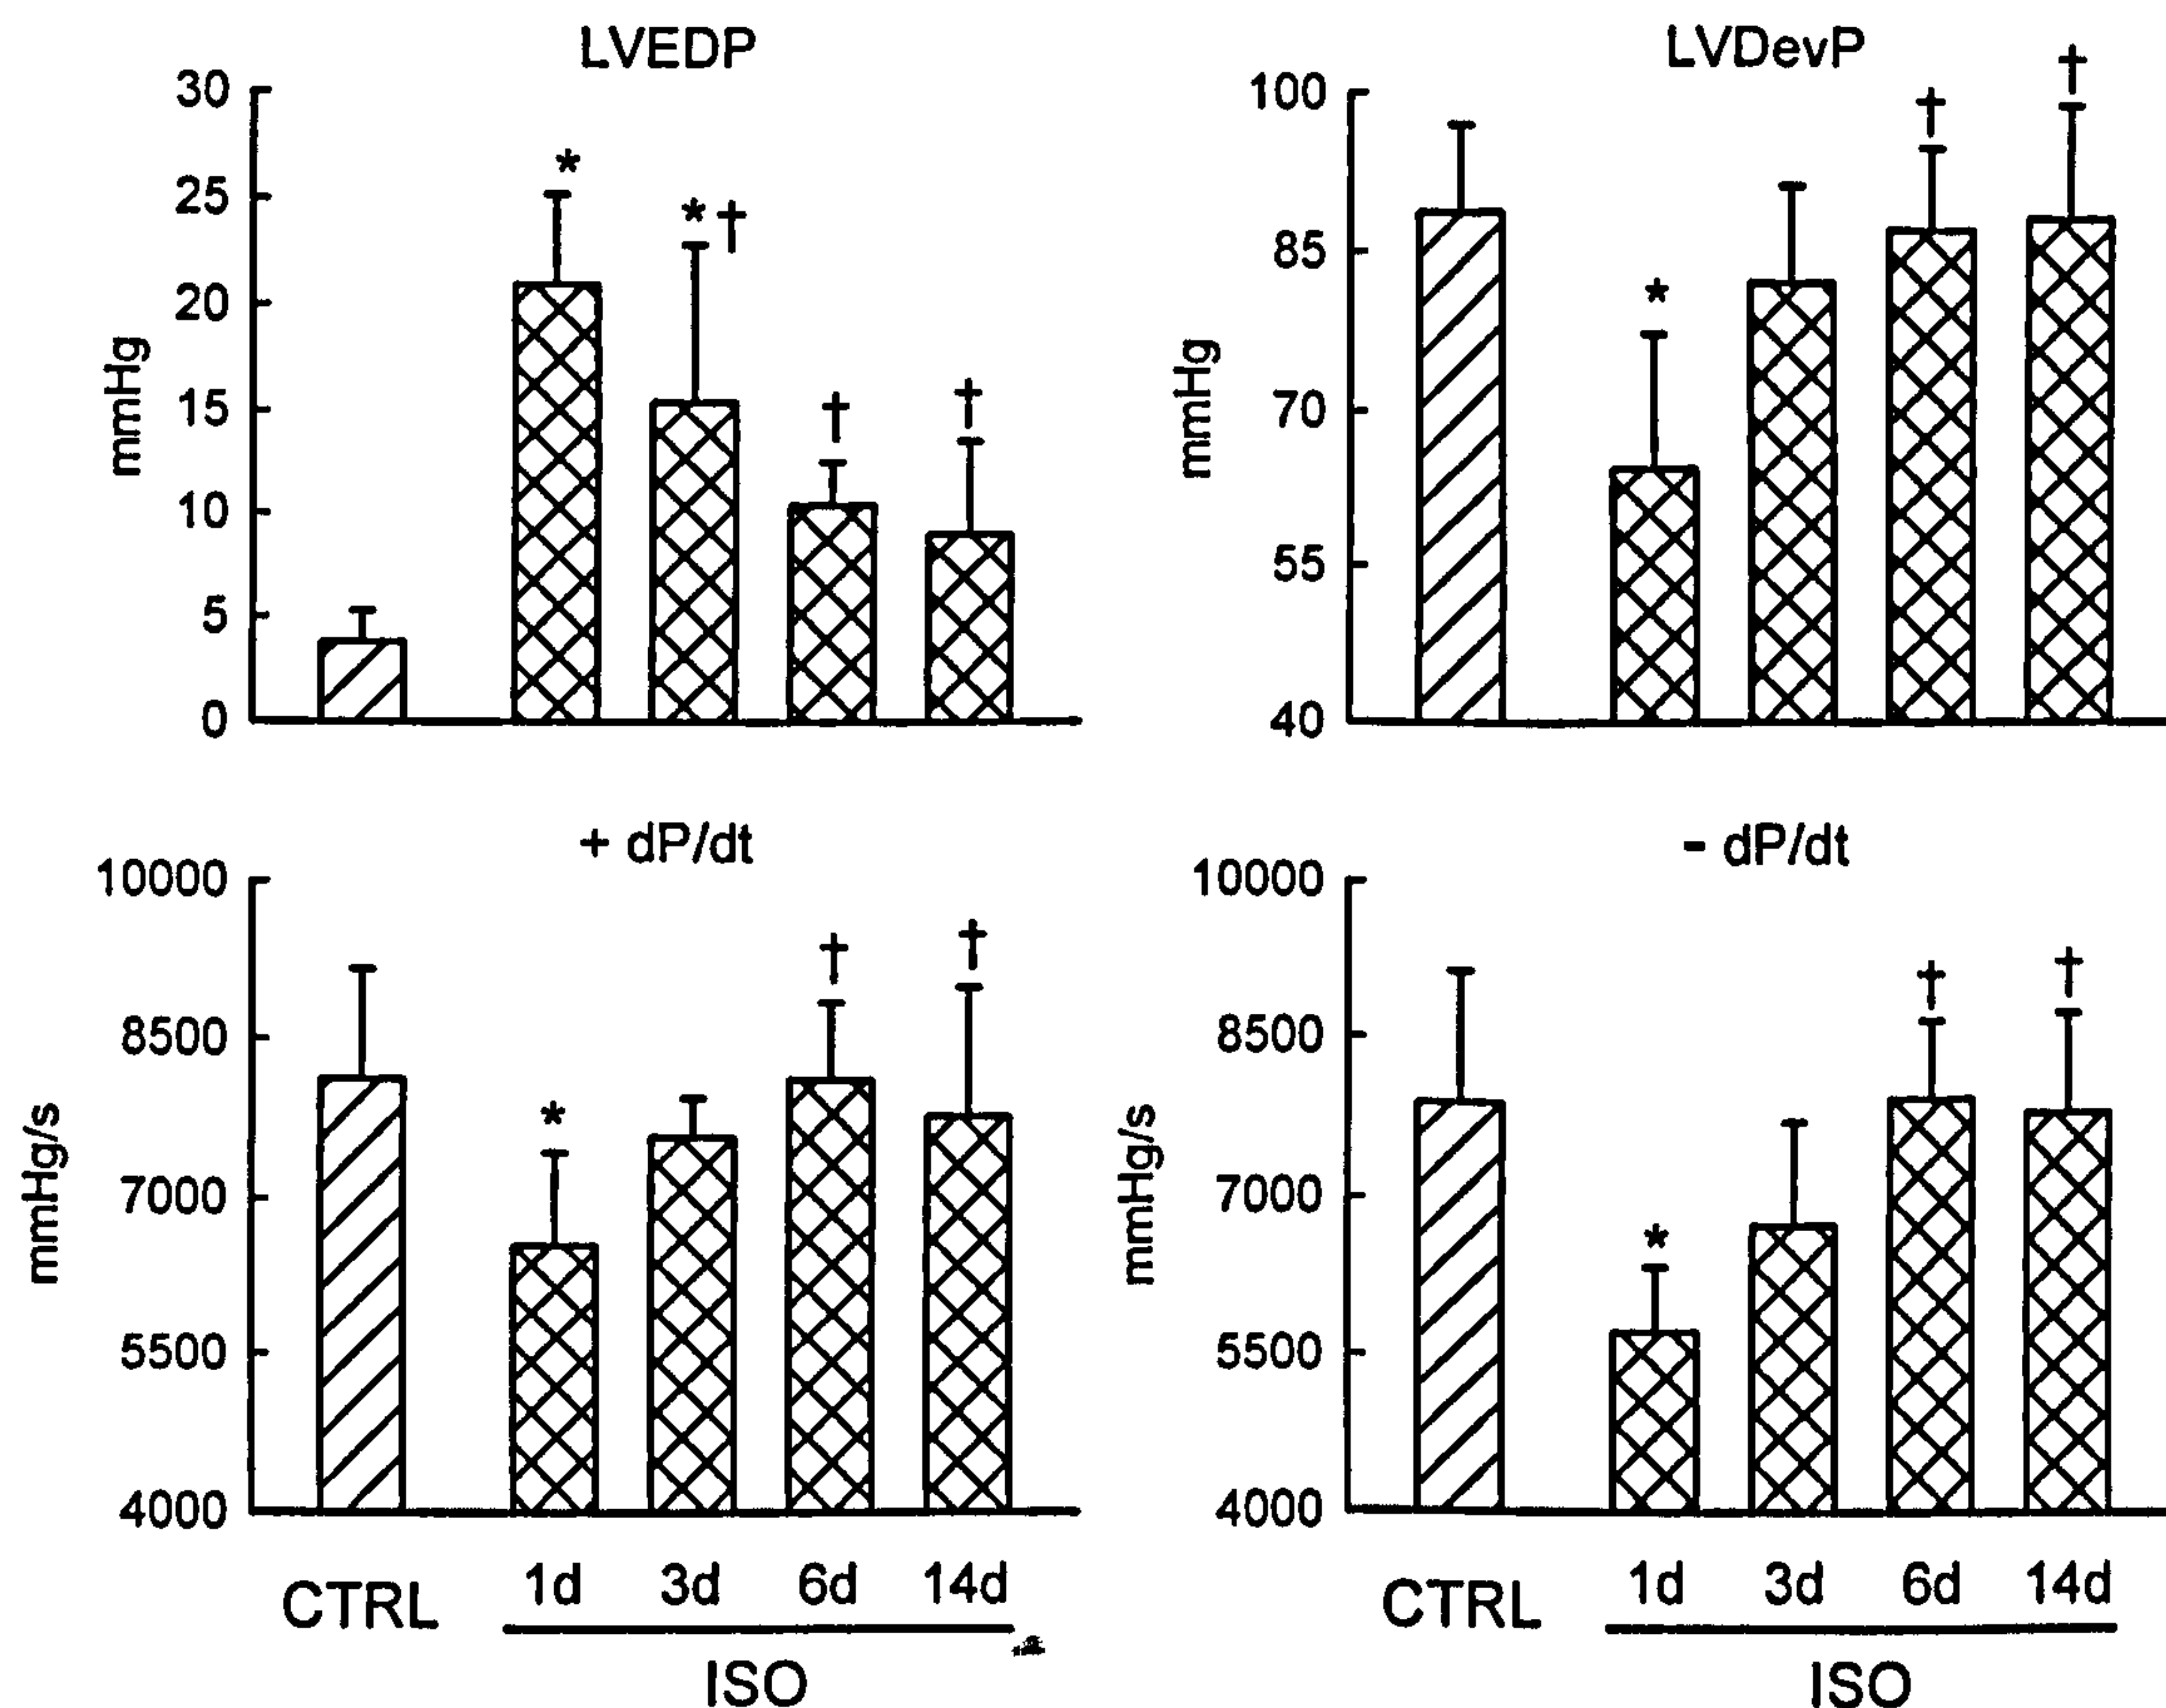 LVEDP
30
25
20
15
10
5
0
mmHg
*
* †
†
†
LVDevP
100
85
70
55
40
mmHg
*
†
†
+ dP/dt
10000
8500
7000
5500
4000
mmHg/s
*
†
†
CTRL
1d 3d 6d 14d
ISO
- dP/dt
10000
8500
7000
5500
4000
mmHg/s
*
†
†
CTRL
1d 3d 6d 14d
ISO